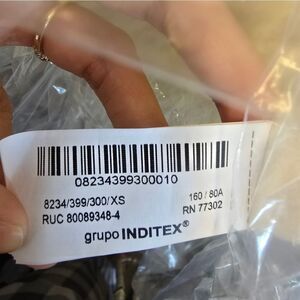 08234399300010
8234/399/300/XS 160 / 80A
RUC 80089348-4 RN 77302
grupo INDITEX®